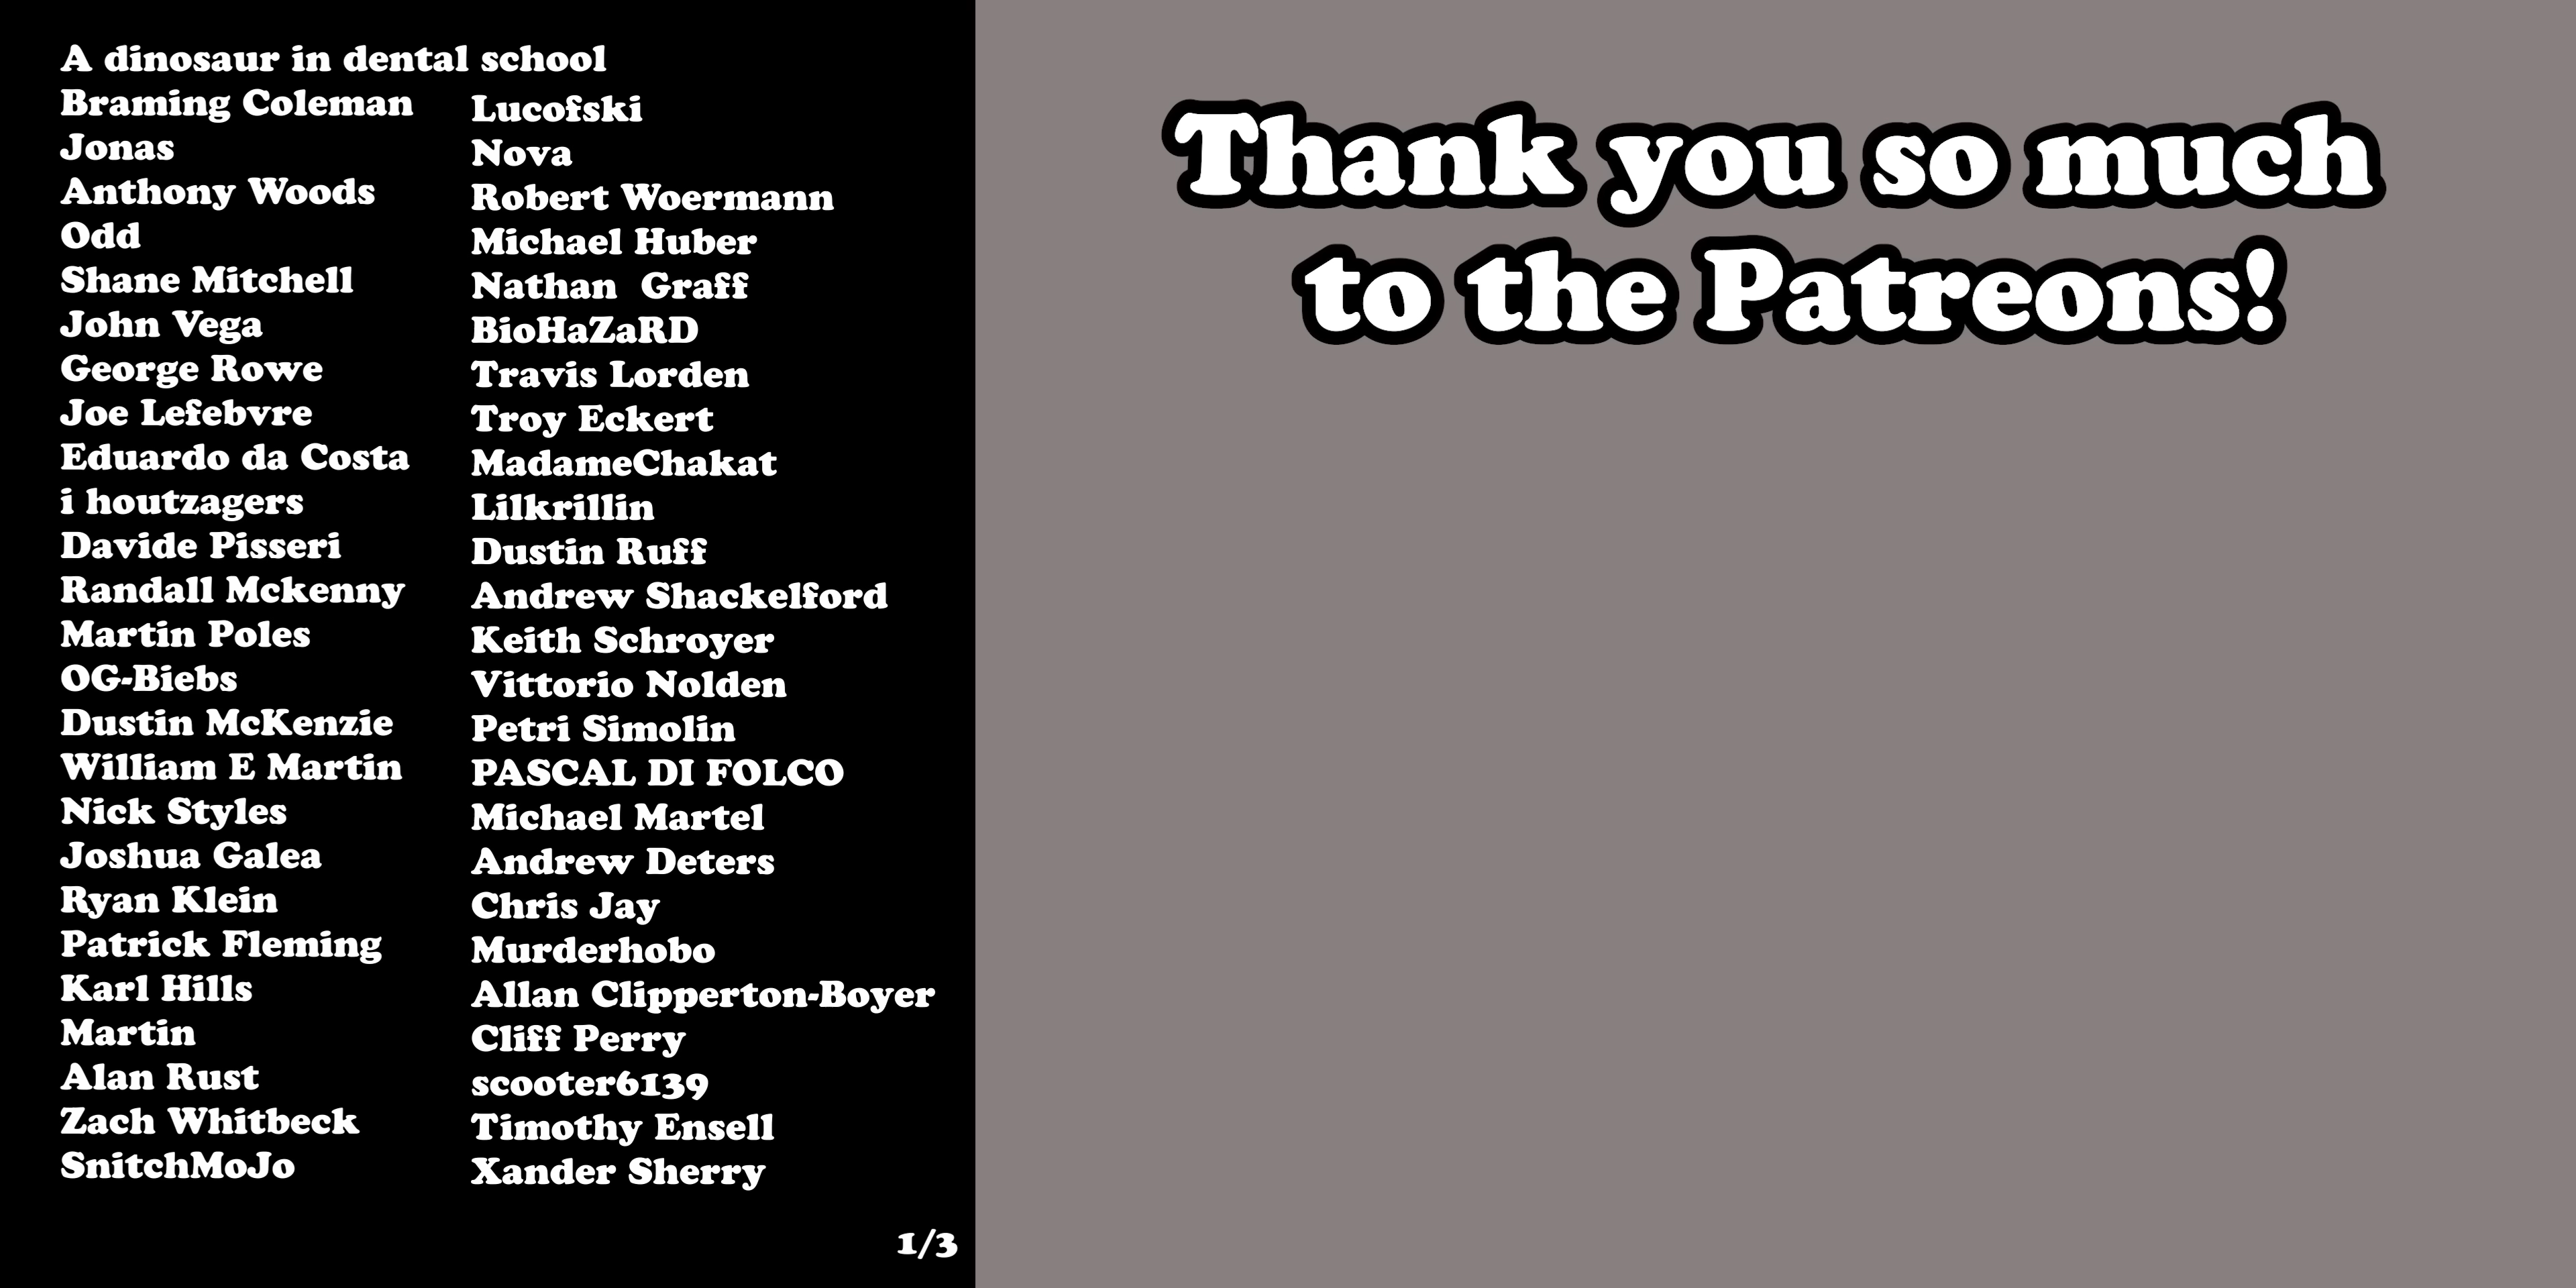 A dinosaur in dental school
Braming Coleman
Jonas
Anthony Woods
Odd
Shane Mitchell
John Vega
George Rowe
Joe Lefebvre
Eduardo da Costa
i houtzagers
Davide Pisseri
Randall Mckenny
Martin Poles
OG-Biebs
Dustin McKenzie
William E Martin
Nick Styles
Joshua Galea
Ryan Klein
Patrick Fleming
Karl Hills
Martin
Alan Rust
Zach Whitbeck
SnitchMoJo
Lucofski
Nova
Robert Woermann
Michael Huber
Nathan  Graff
BioHaZaRD
Travis Lorden
Troy Eckert
MadameChakat
Lilkrillin
Dustin Ruff
Andrew Shackelford
Keith Schroyer
Vittorio Nolden
Petri Simolin
PASCAL DI FOLCO
Michael Martel
Andrew Deters
Chris Jay
Murderhobo
Allan Clipperton-Boyer
Cliff Perry
scooter6139
Timothy Ensell
Xander Sherry
1/3
Thank you so much
to the Patreons!